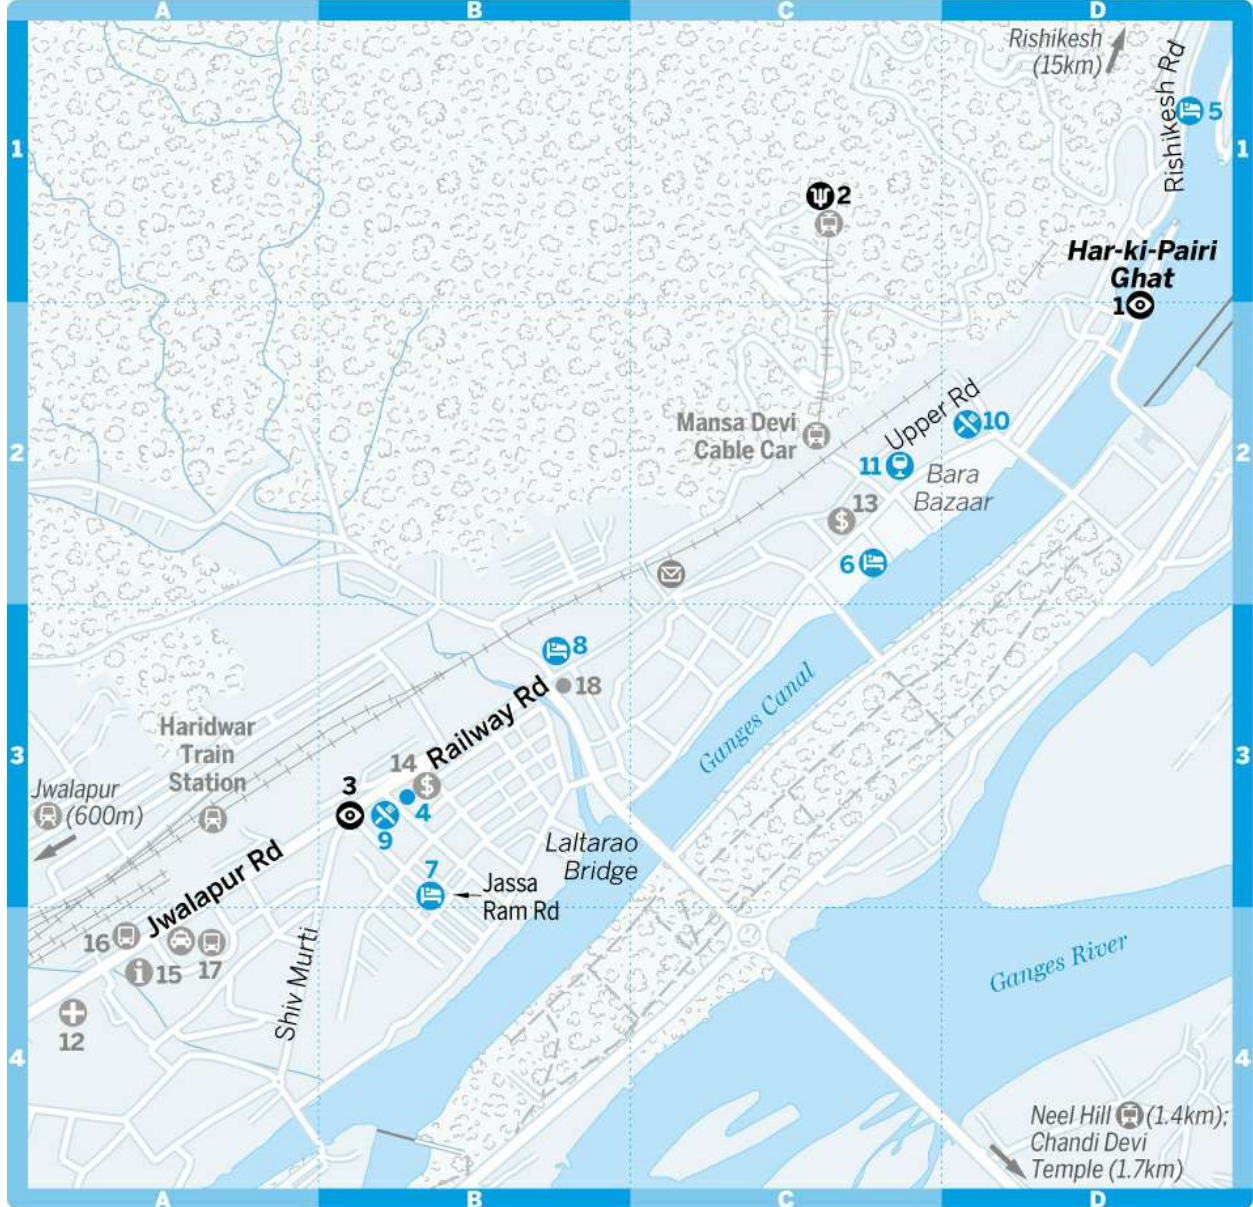 A
B
C
D
Rishikesh
(15km)
Rishikesh Rd
5
1
1
2
Har-ki-Pairi
Ghat
1
Mansa Devi
Cable Car
Upper Rd
10
2
2
11
Bara
Bazaar
13
$
6
8
18
Railway Rd
Ganges Canal
Haridwar
Train
Station
3
3
14
$
3
Jwalapur
(600m)
4
9
Laltarao
Bridge
7
Jassa
Ram Rd
Jwalapur Rd
16
i
15
17
Shiv Murti
12
Ganges River
4
4
Neel Hill
(1.4km);
Chandi Devi
Temple (1.7km)
A
B
C
D